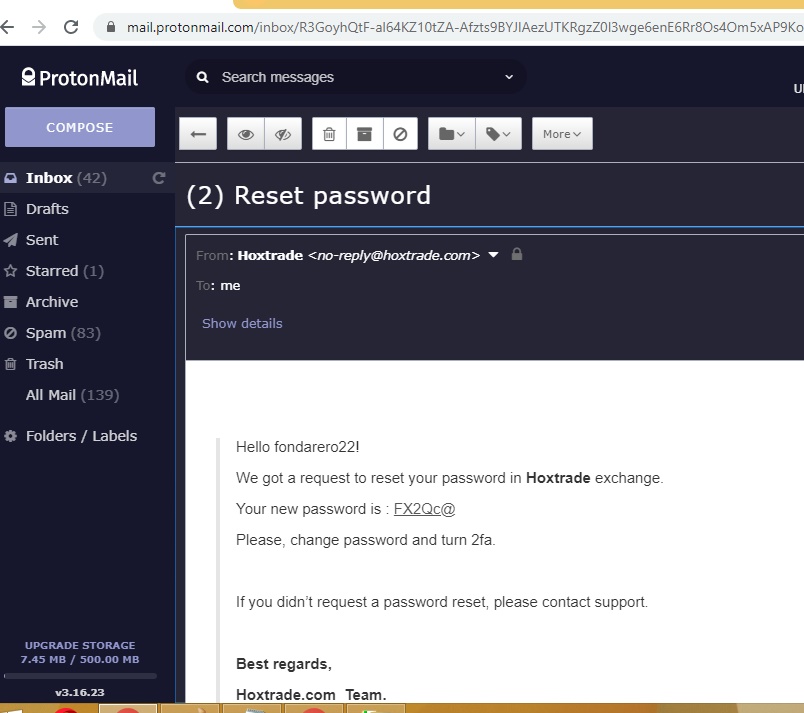 mail.protonmail.com/inbox/R3GoyhQtF-al64KZ10tZA-Afzts9BYJIAezUTKRgzZ0I3wge6enE6Rr8Os4Om5xAP9Ko
ProtonMail
Search messages
COMPOSE
More
Inbox (42)
Drafts
Sent
Starred (1)
Archive
Spam (83)
Trash
All Mail (139)
Folders / Labels
UPGRADE STORAGE
7.45 MB / 500.00 MB
v3.16.23
(2) Reset password
From: Hoxtrade <no-reply@hoxtrade.com>
To: me
Show details
Hello fondarero22!
We got a request to reset your password in Hoxtrade exchange.
Your new password is : FX2Qc@
Please, change password and turn 2fa.
If you didn't request a password reset, please contact support.
Best regards,
Hoxtrade.com Team.